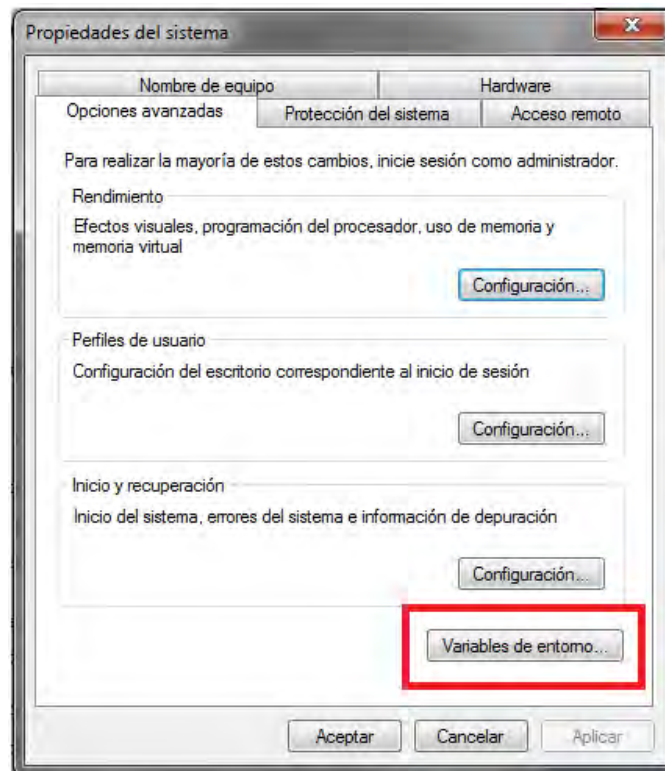 Propiedades del sistema
Nombre de equipo
Hardware
Opciones avanzadas
Protección del sistema
Acceso remoto
Para realizar la mayoría de estos cambios, inicie sesión como administrador.
Rendimiento
Efectos visuales, programación del procesador, uso de memoria y
memoria virtual
Configuración...
Perfiles de usuario
Configuración del escritorio correspondiente al inicio de sesión
Configuración...
Inicio y recuperación
Inicio del sistema, errores del sistema e información de depuración
Configuración...
Variables de entorno...
Aceptar
Cancelar
Aplicar